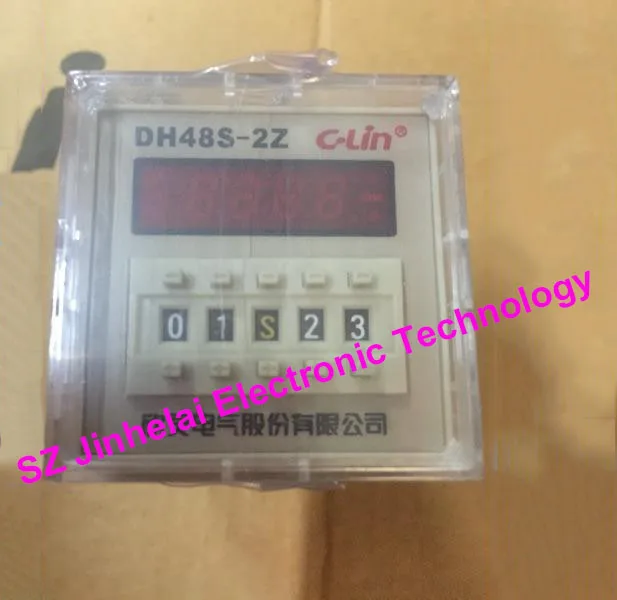 DH48S-2Z C-Lin®
0 1 S 2 3
电气股份有限公司
SZ Jinhelai Electronic Technology